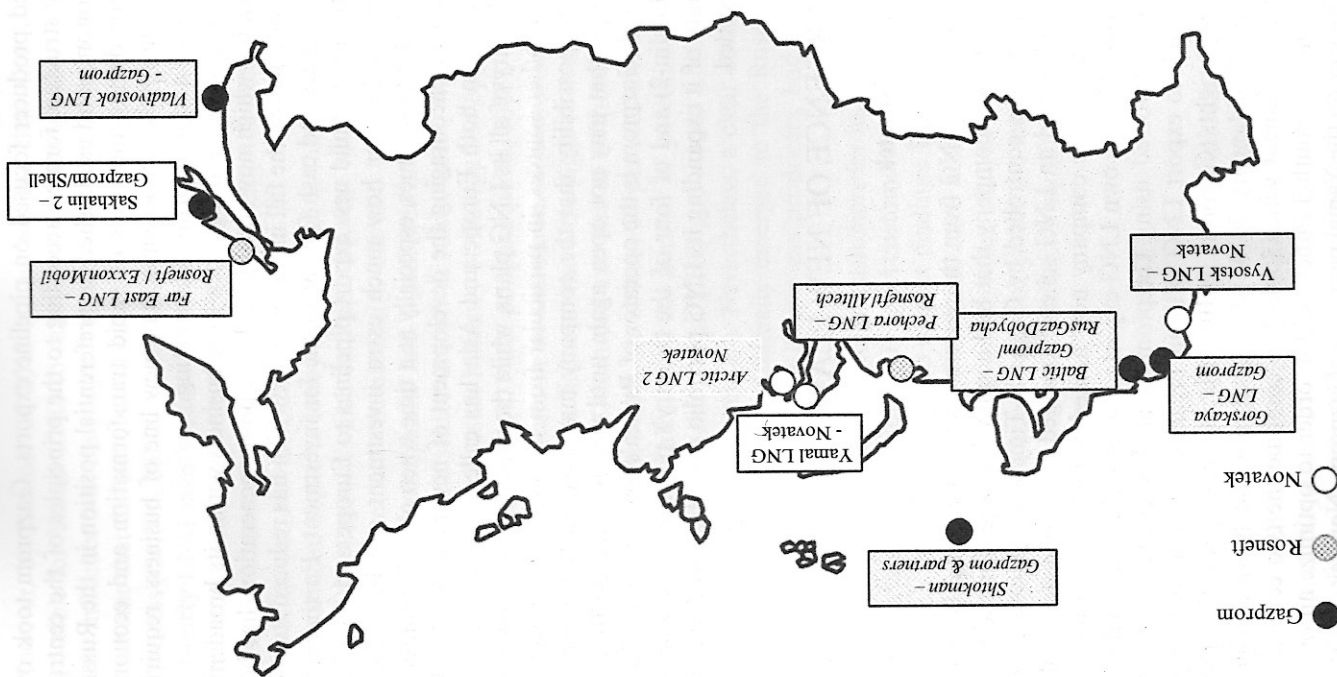 Gazprom
Rosneft
Novatek
Shtokman –
Gazprom & partners
Gorskaya
LNG –
Gazprom
Baltic LNG –
Gazprom/
RusGazDobycha
Yamal LNG
- Novatek
Pechora LNG –
Rosneft/Alltech
Arctic LNG 2
Novatek
Vysotsk LNG –
Novatek
Far East LNG –
Rosneft / ExxonMobil
Sakhalin 2 –
Gazprom/Shell
Vladivostok LNG
- Gazprom